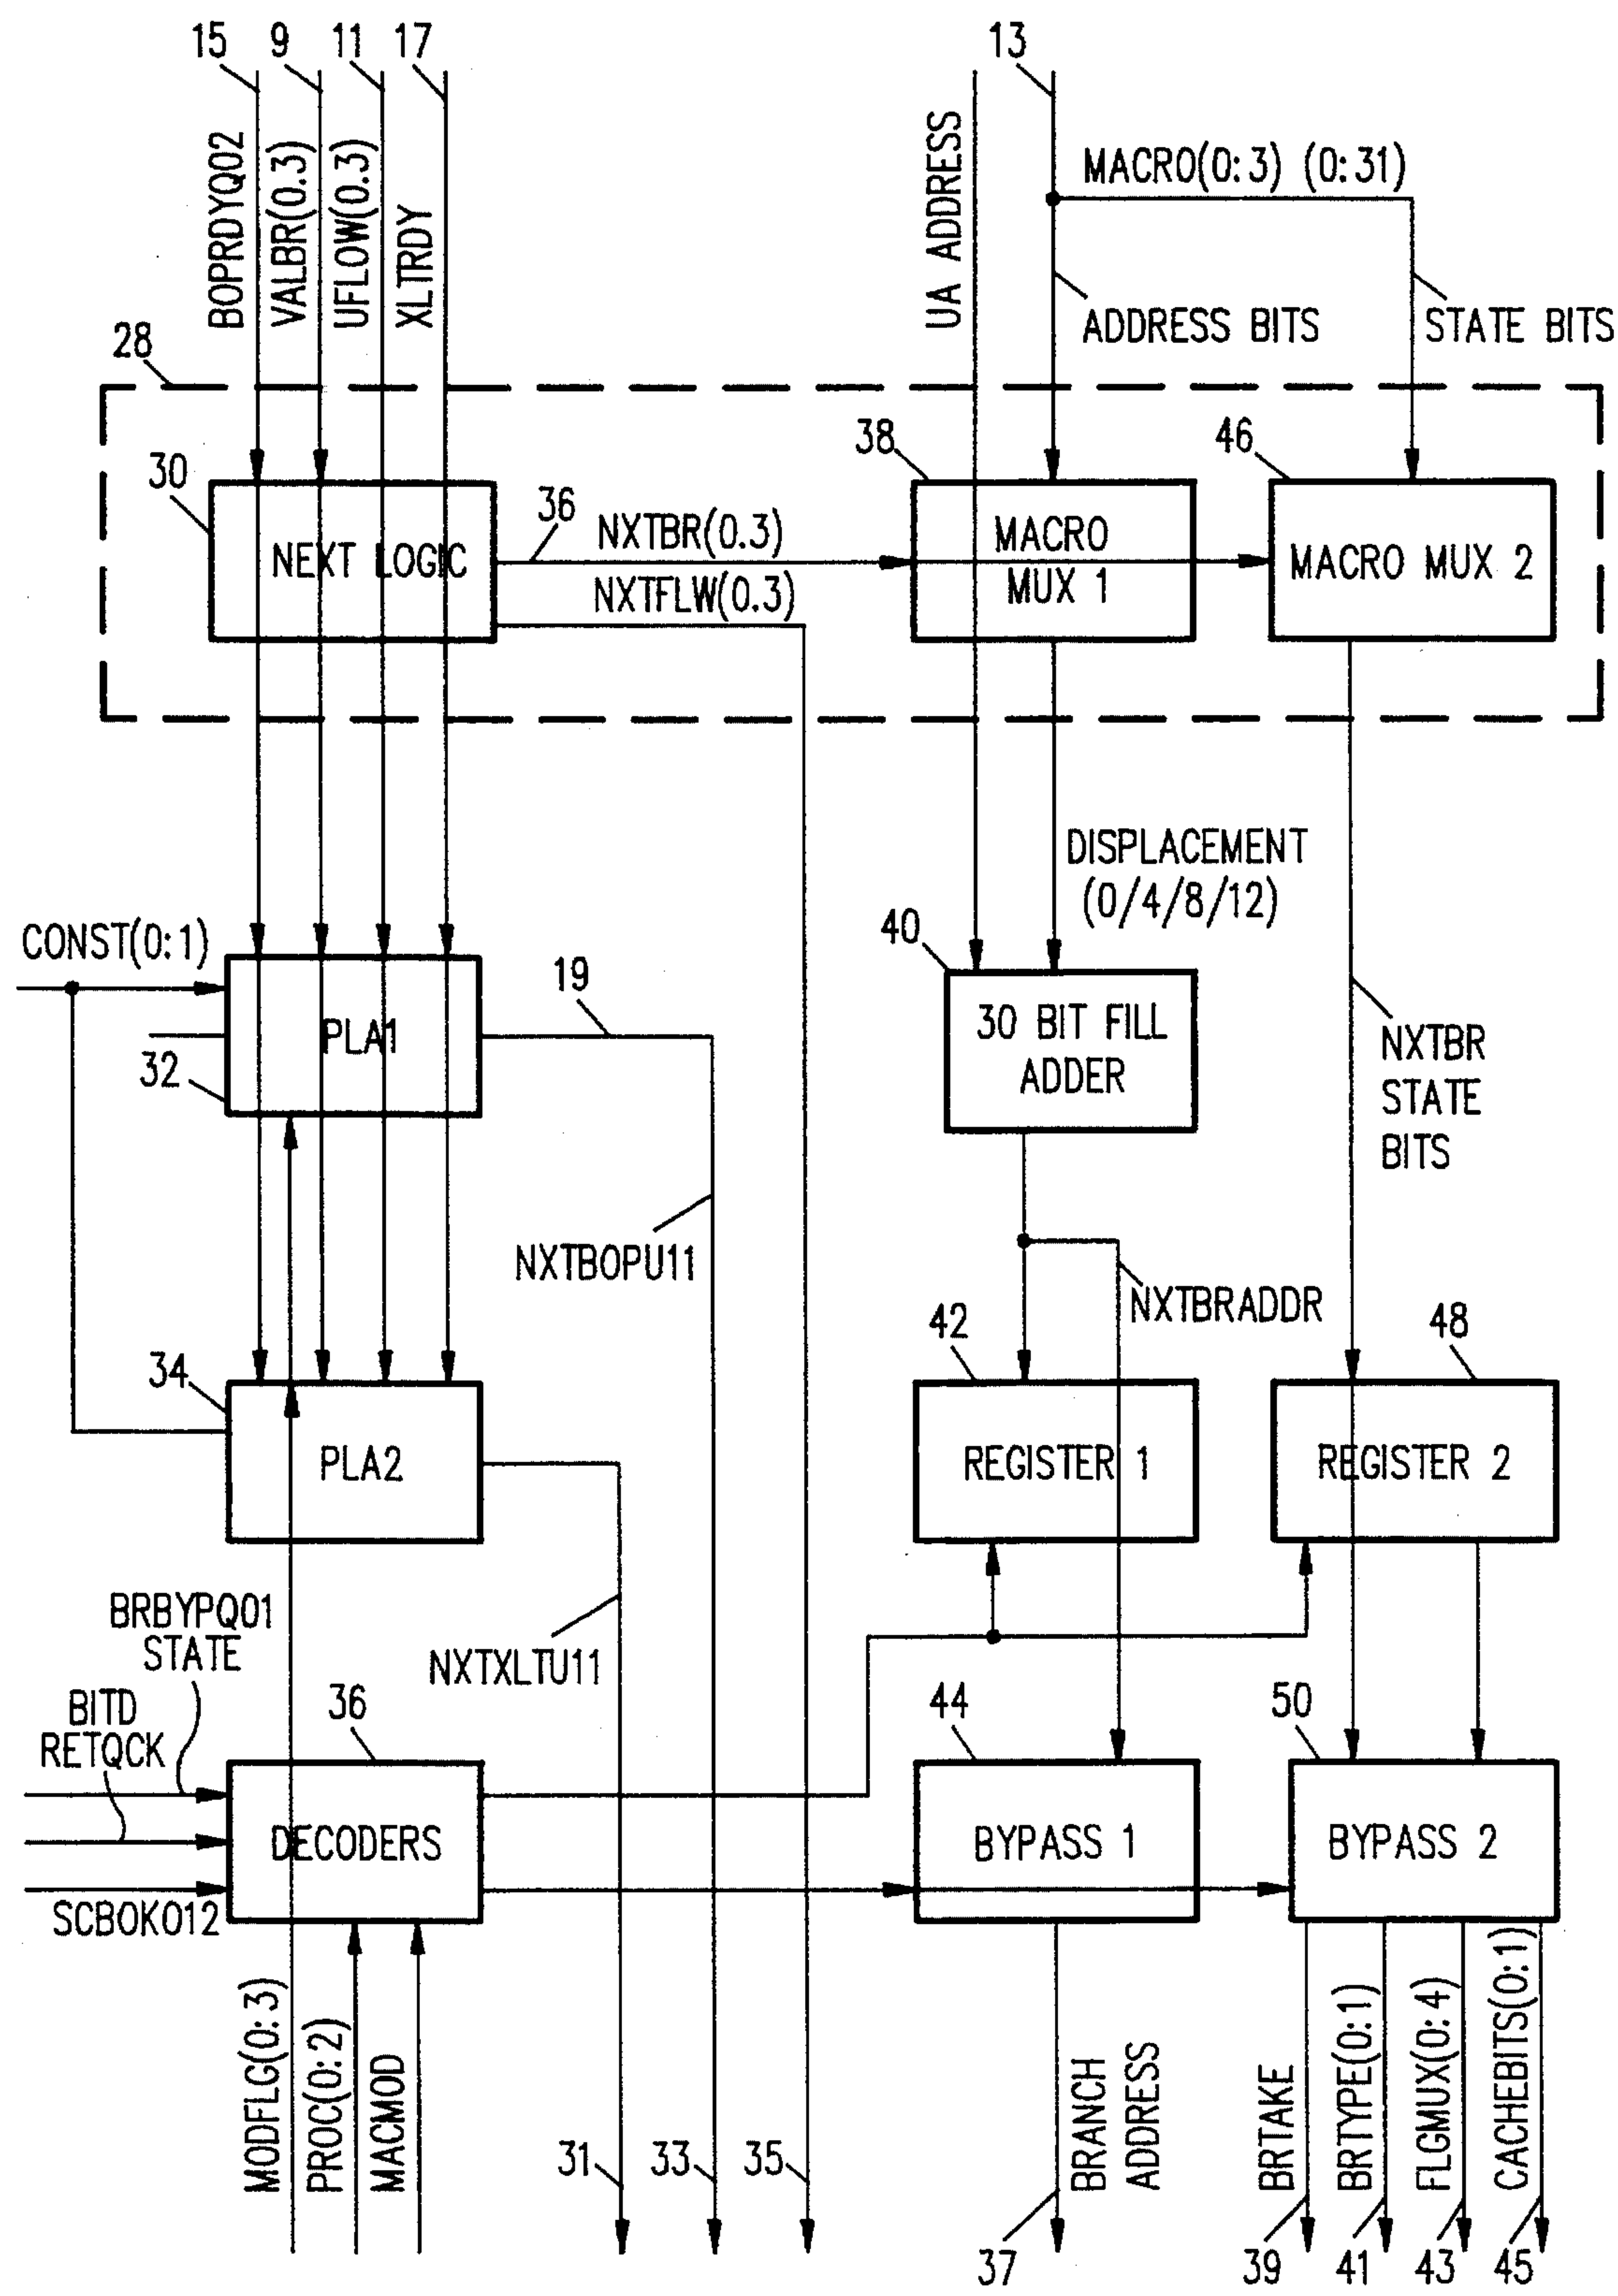 15
9
11
17
13
BOPRDYQ02
VALBR(0.3)
UFLOW(0.3)
XLTRDY
UA ADDRESS
MACRO(0:3) (0:31)
ADDRESS BITS
STATE BITS
28
30
NEXT LOGIC
36
NXTBR(0.3)
NXTFLW(0.3)
38
MACRO
MUX 1
46
MACRO MUX 2
DISPLACEMENT
(0/4/8/12)
CONST(0:1)
32
PLA1
19
40
30 BIT FILL
ADDER
NXTBR
STATE
BITS
NXTBOPU11
NXTBRADDR
34
PLA2
42
REGISTER 1
48
REGISTER 2
BRBYPQ01
STATE
BITD
RETQCK
SCBOK012
NXTXLTU11
36
DECODERS
44
BYPASS 1
50
BYPASS 2
MODFLG(0:3)
PROC(0:2)
MACMOD
31
33
35
BRANCH
ADDRESS
37
BRTAKE
39
BRTYPE(0:1)
41
FLGMUX(0:4)
43
CACHEBITS(0:1)
45